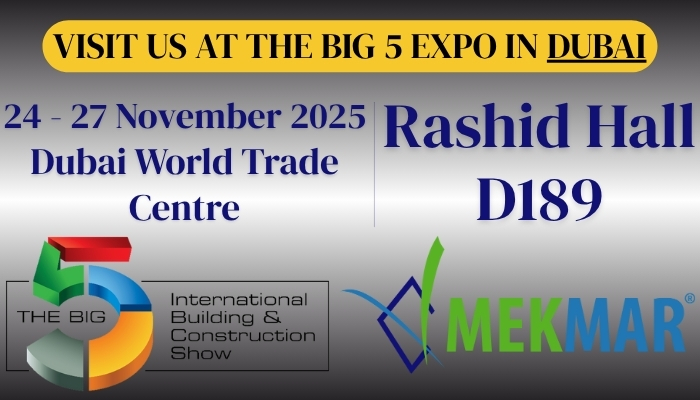 VISIT US AT THE BIG 5 EXPO IN DUBAI
24 - 27 November 2025
Dubai World Trade
Centre
Rashid Hall
D189
5
THE BIG
International
Building &
Construction
Show
MEKMAR®